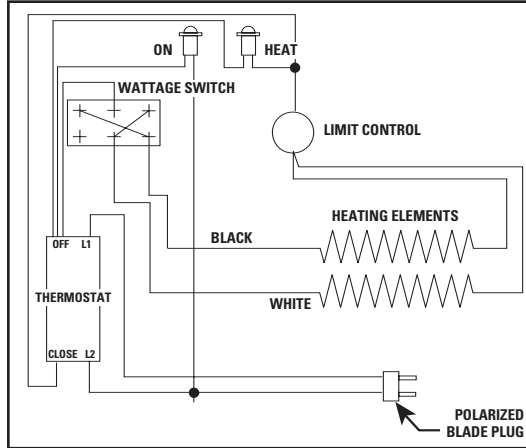 ON
HEAT
WATTAGE SWITCH
LIMIT CONTROL
HEATING ELEMENTS
BLACK
OFF L1
THERMOSTAT
WHITE
CLOSE L2
POLARIZED
BLADE PLUG